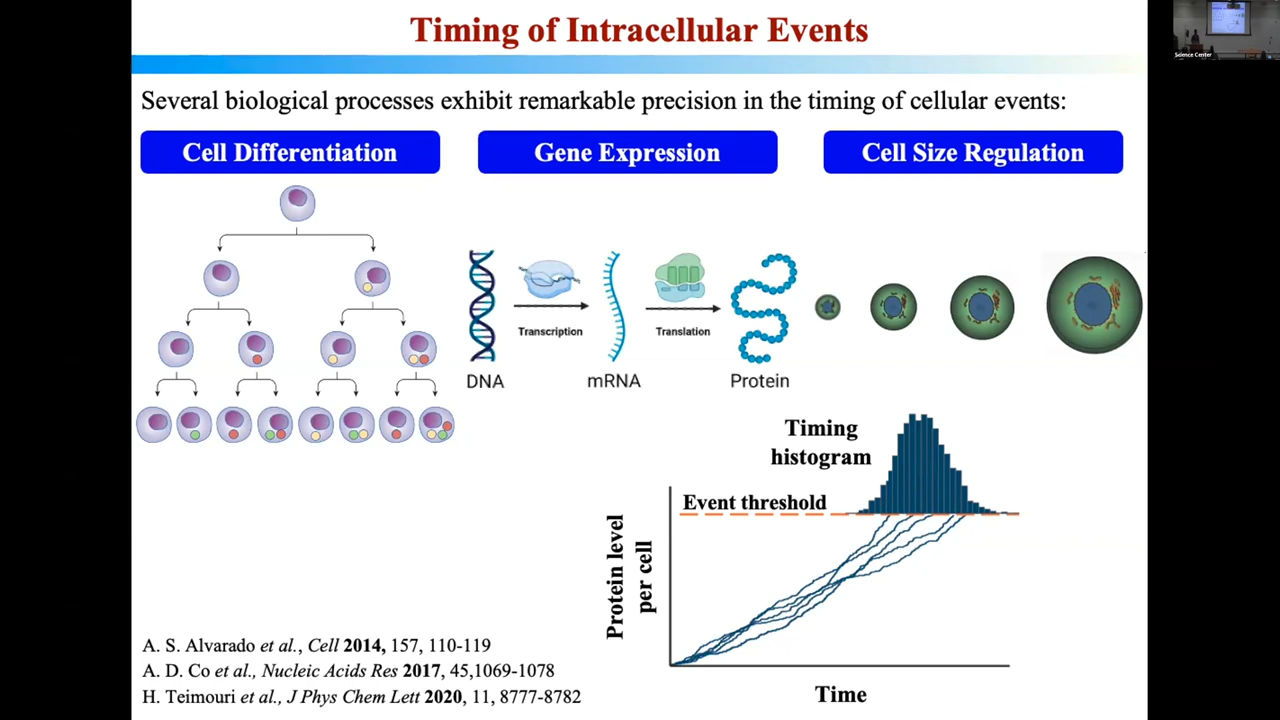 Timing of Intracellular Events
Science Center
Several biological processes exhibit remarkable precision in the timing of cellular events:
Cell Differentiation
Gene Expression
Cell Size Regulation
Transcription
Translation
DNA
mRNA
Protein
Timing
histogram
Event threshold
Protein level
per cell
Time
A. S. Alvarado et al., Cell 2014, 157, 110-119
A. D. Co et al., Nucleic Acids Res 2017, 45,1069-1078
H. Teimouri et al., J Phys Chem Lett 2020, 11, 8777-8782